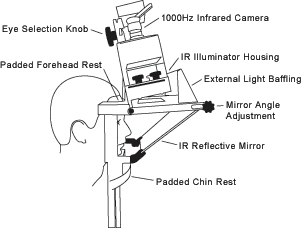 1000Hz Infrared Camera
Eye Selection Knob
IR Illuminator Housing
Padded Forehead Rest
External Light Baffling
Mirror Angle
Adjustment
IR Reflective Mirror
Padded Chin Rest